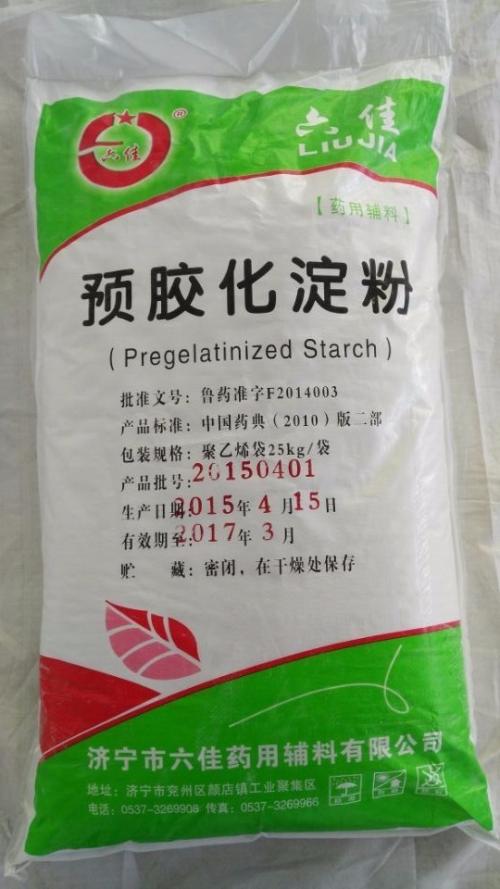 六佳
®
六佳
LIUJIA
【药用辅料】
预胶化淀粉
(Pregelatinized Starch)
批准文号: 鲁药准字F2014003
产品标准: 中国药典(2010)版二部
包装规格: 聚乙烯袋25kg/袋
产品批号: 20150401
生产日期: 2015年 4 月15日
有效期至: 2017年 3 月
贮 藏: 密闭, 在干燥处保存
济宁市六佳药用辅料有限公司
地址: 济宁市兖州区颜店镇工业聚集区
电话: 0537-3269908 传真: 0537-3269966